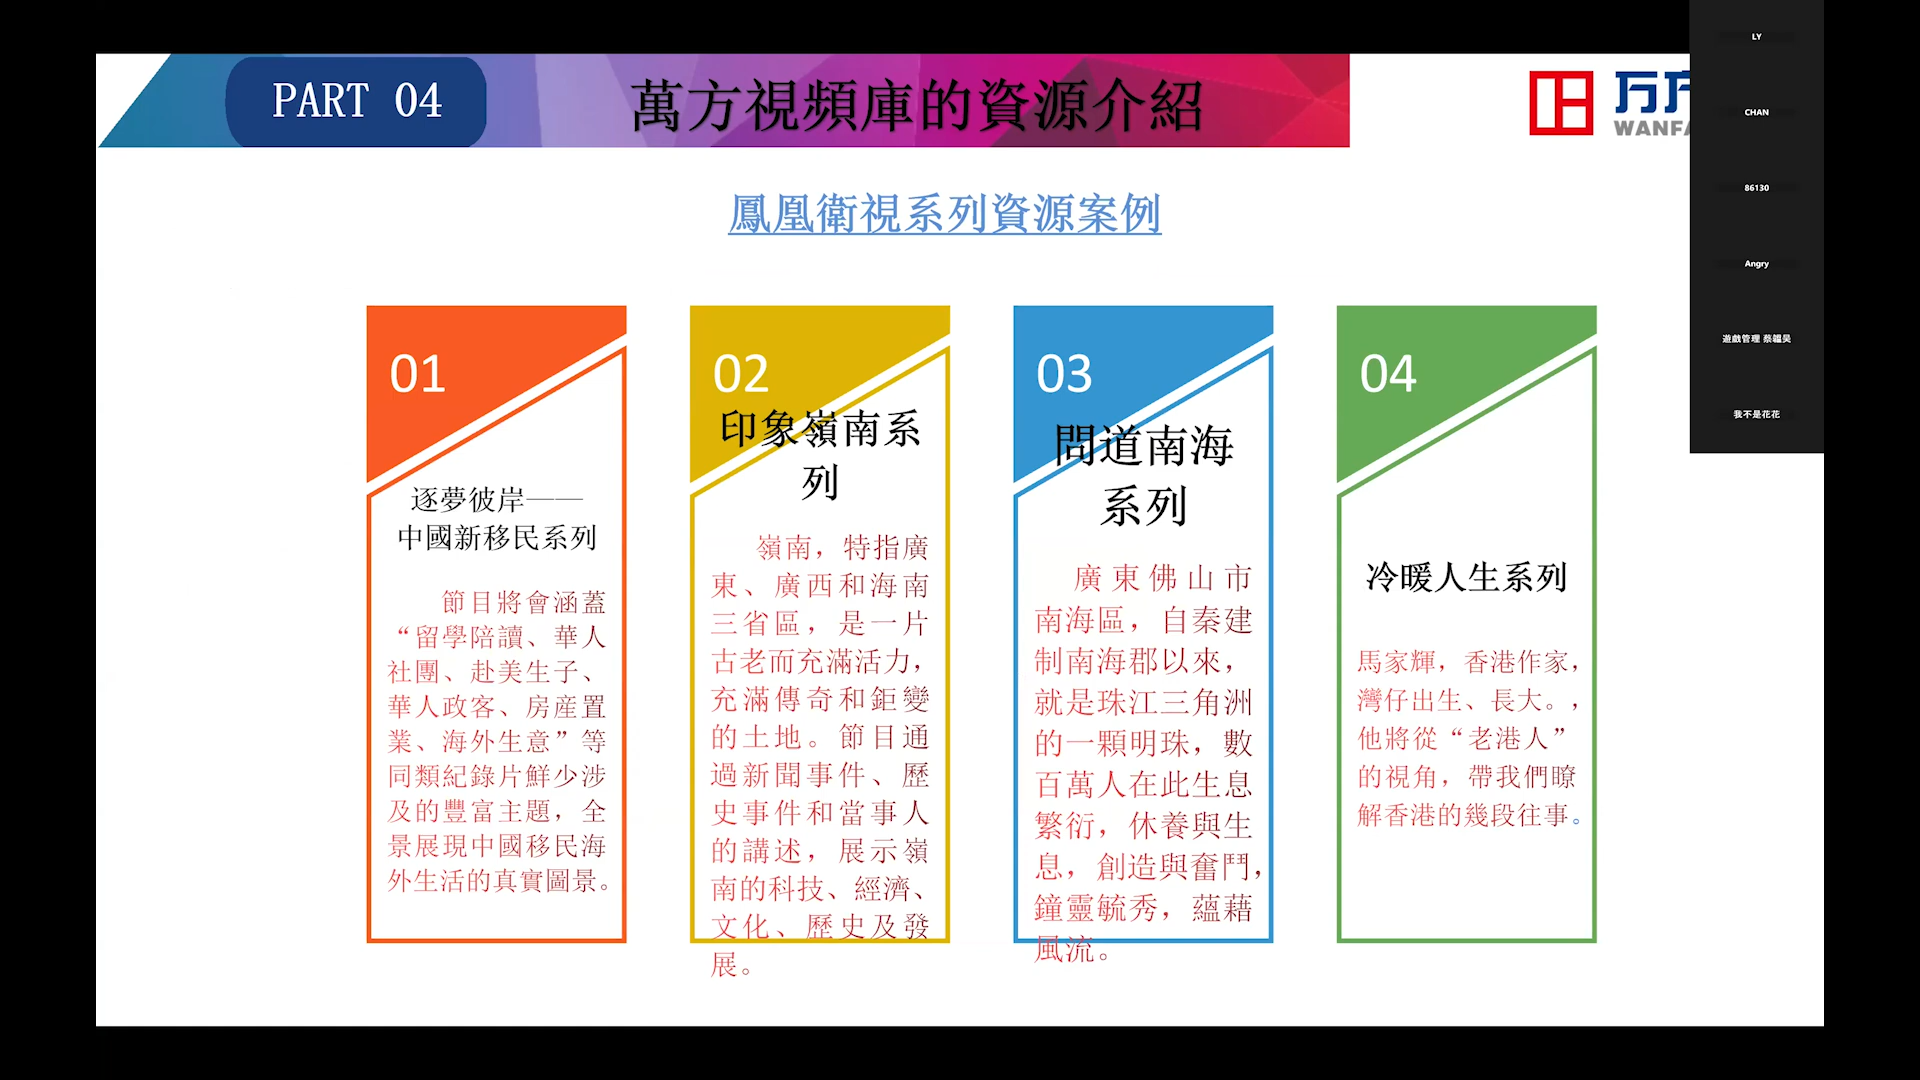 PART 04
萬方視頻庫的資源介紹
WANFA
鳳凰衛視系列資源案例
01
逐夢彼岸——
中國新移民系列
節目將會涵蓋
“留學陪讀、華人
社團、赴美生子、
華人政客、房産置
業、海外生意”等
同類紀錄片鮮少涉
及的豐富主題，全
景展現中國移民海
外生活的真實圖景。
02
印象嶺南系
列
嶺南，特指廣
東、廣西和海南
三省區，是一片
古老而充滿活力，
充滿傳奇和鉅變
的土地。節目通
過新聞事件、歷
史事件和當事人
的講述，展示嶺
南的科技、經濟、
文化、歷史及發
展。
03
問道南海
系列
廣東佛山市
南海區，自秦建
制南海郡以來，
就是珠江三角洲
的一顆明珠，數
百萬人在此生息
繁衍，休養與生
息，創造與奮鬥，
鐘靈毓秀，蘊藉
風流。
04
冷暖人生系列
馬家輝，香港作家，
灣仔出生、長大。，
他將從“老港人”
的視角，帶我們瞭
解香港的幾段往事。
LY
CHAN
86130
Angry
遊戲管理
我不是花花